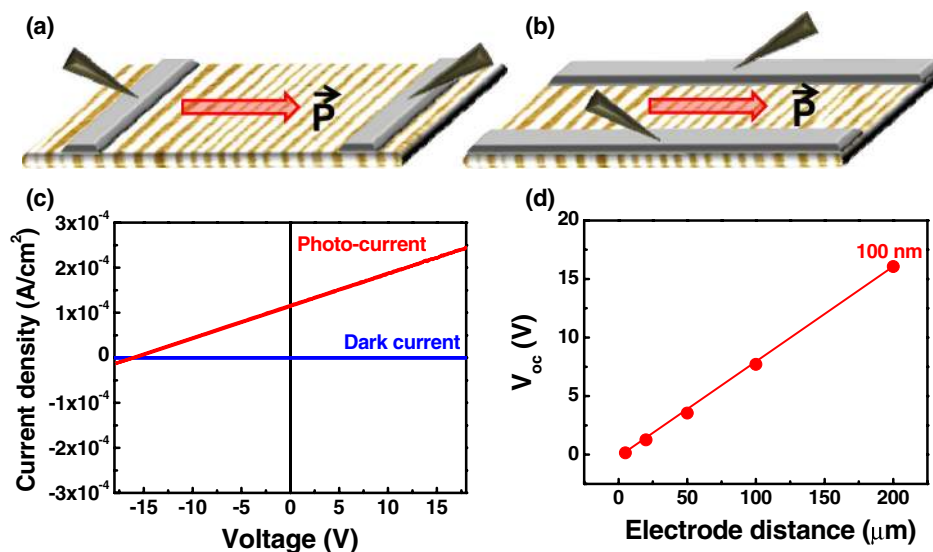 (a)
P
(b)
P
(c)
Current density (A/cm²)
3x10⁻⁴
2x10⁻⁴
1x10⁻⁴
0
-1x10⁻⁴
-2x10⁻⁴
-3x10⁻⁴
Photo-current
Dark current
-15 -10 -5 0 5 10 15
Voltage (V)
(d)
V_oc (V)
20
15
10
5
0
100 nm
0 50 100 150 200
Electrode distance (μm)